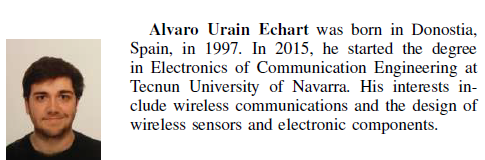 Alvaro Urain Echart was born in Donostia,
Spain, in 1997. In 2015, he started the degree
in Electronics of Communication Engineering at
Tecnun University of Navarra. His interests in-
clude wireless communications and the design of
wireless sensors and electronic components.